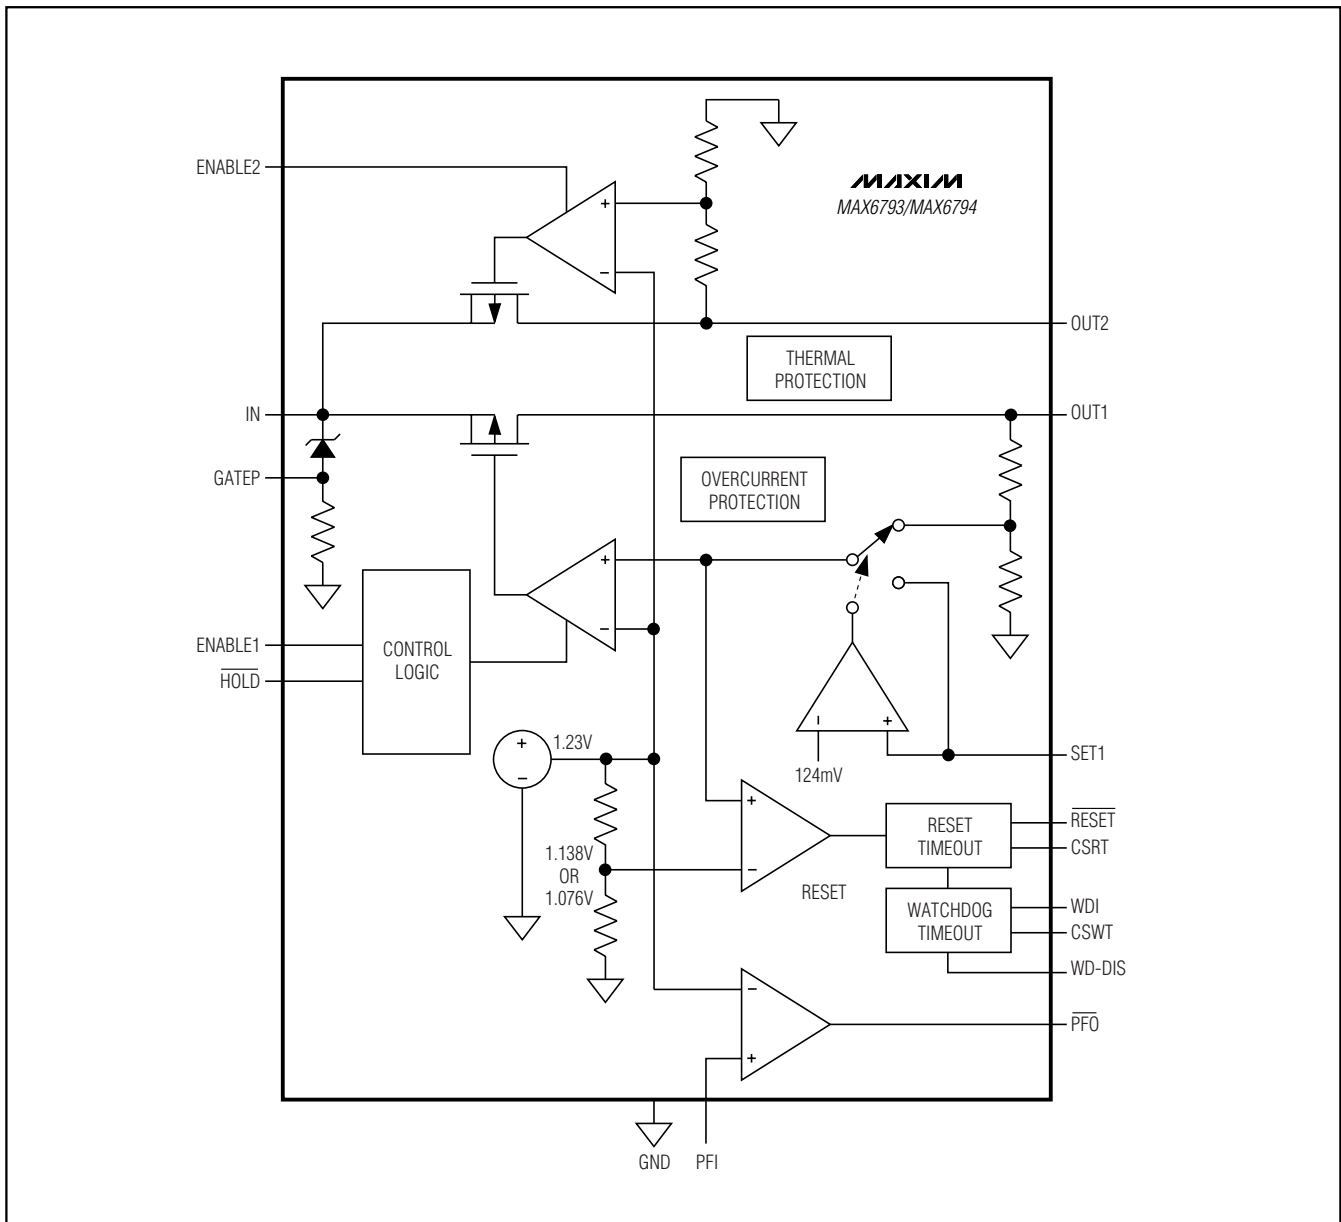 ENABLE2
MAXIM
MAX6793/MAX6794
+
−
OUT2
THERMAL
PROTECTION
IN
OUT1
GATEP
OVERCURRENT
PROTECTION
+
−
ENABLE1
HOLD
CONTROL
LOGIC
+
−
1.23V
−
+
124mV
SET1
+
−
RESET
1.138V
OR
1.076V
RESET
TIMEOUT
RESET
CSRT
WATCHDOG
TIMEOUT
WDI
CSWT
WD-DIS
−
+
PFO
GND
PFI